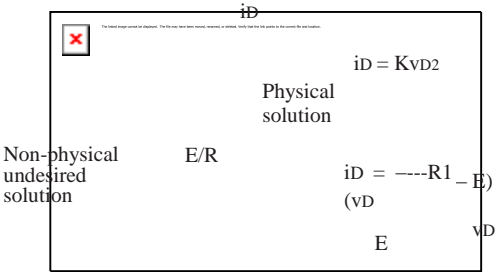 iD
The linked image cannot be displayed. The file may have been moved, renamed, or deleted. Verify that the link points to the correct file and location.
iD = KvD2
Physical
solution
Non-physical
undesired
solution
E/R
iD = –---R1 – E)
(vD
vD
E